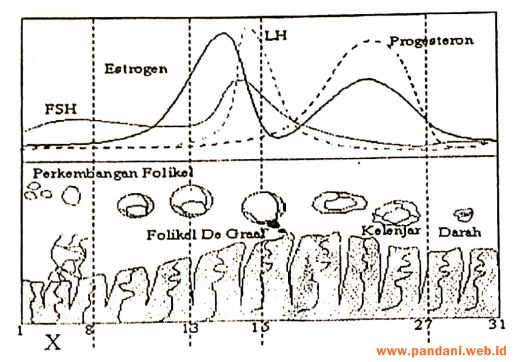 LH
Progesteron
Estrogen
FSH
Perkembangan Folikel
Folikel De Graaf
Kelenjar
Darah
1 8 13 15 27 31
X
www.pandani.web.id